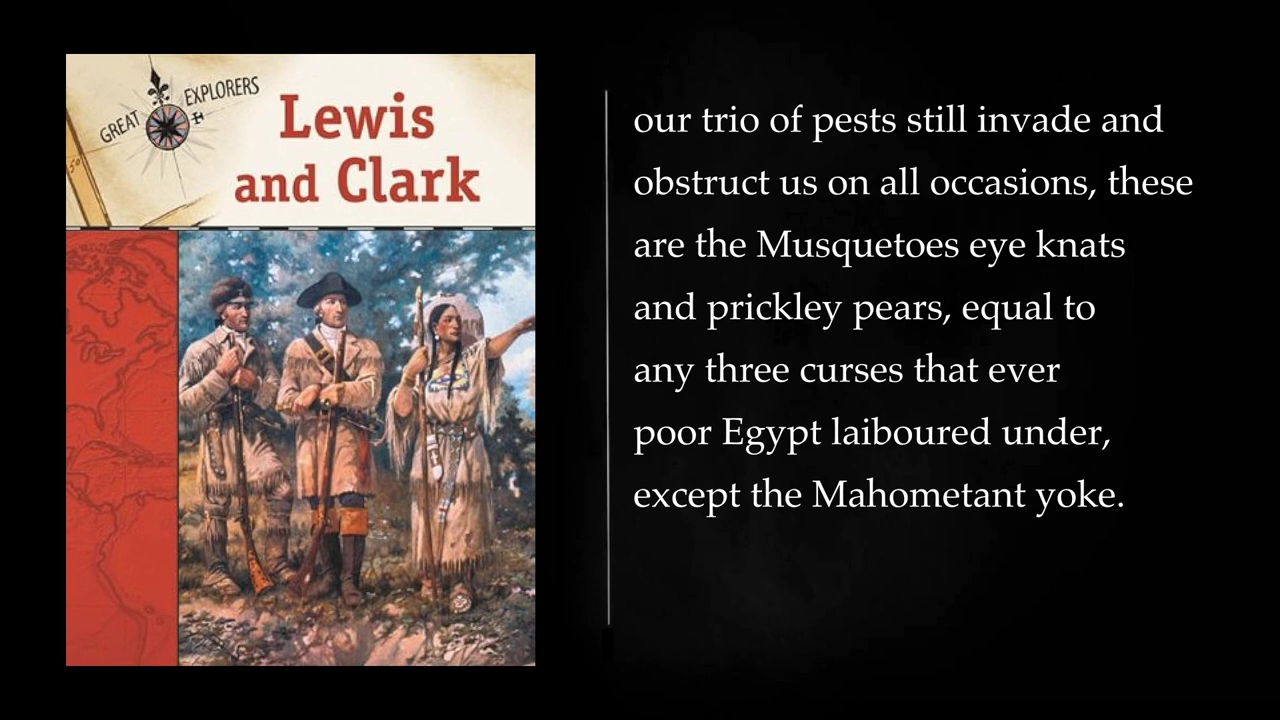 GREAT EXPLORERS
Lewis
and Clark
our trio of pests still invade and
obstruct us on all occasions, these
are the Musquetoes eye knats
and prickley pears, equal to
any three curses that ever
poor Egypt laiboured under,
except the Mahometant yoke.